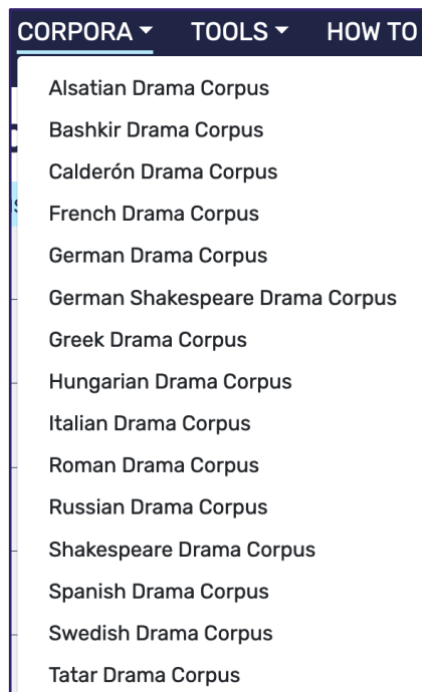 CORPORA TOOLS HOW TO
Alsatian Drama Corpus
Bashkir Drama Corpus
Calderón Drama Corpus
French Drama Corpus
German Drama Corpus
German Shakespeare Drama Corpus
Greek Drama Corpus
Hungarian Drama Corpus
Italian Drama Corpus
Roman Drama Corpus
Russian Drama Corpus
Shakespeare Drama Corpus
Spanish Drama Corpus
Swedish Drama Corpus
Tatar Drama Corpus